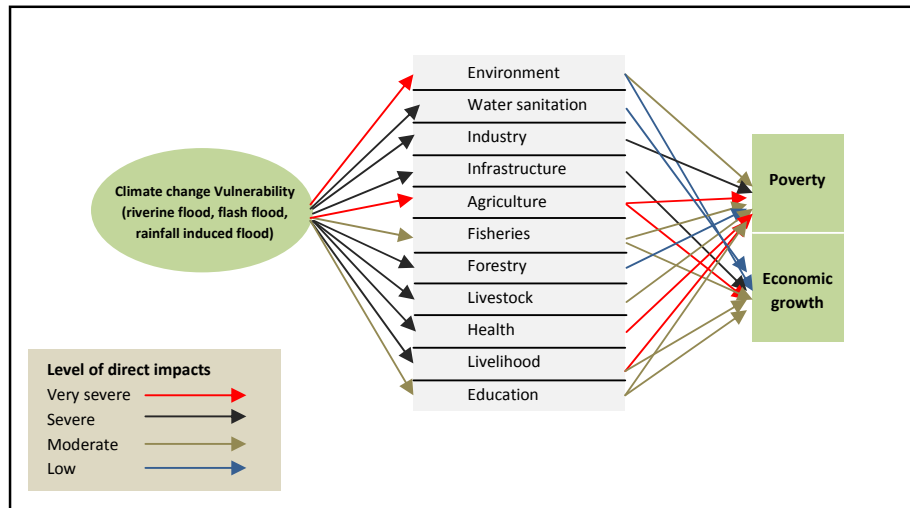 Climate change Vulnerability
(riverine flood, flash flood,
rainfall induced flood)
Environment
Water sanitation
Industry
Infrastructure
Agriculture
Fisheries
Forestry
Livestock
Health
Livelihood
Education
Poverty
Economic
growth
Level of direct impacts
Very severe
Severe
Moderate
Low